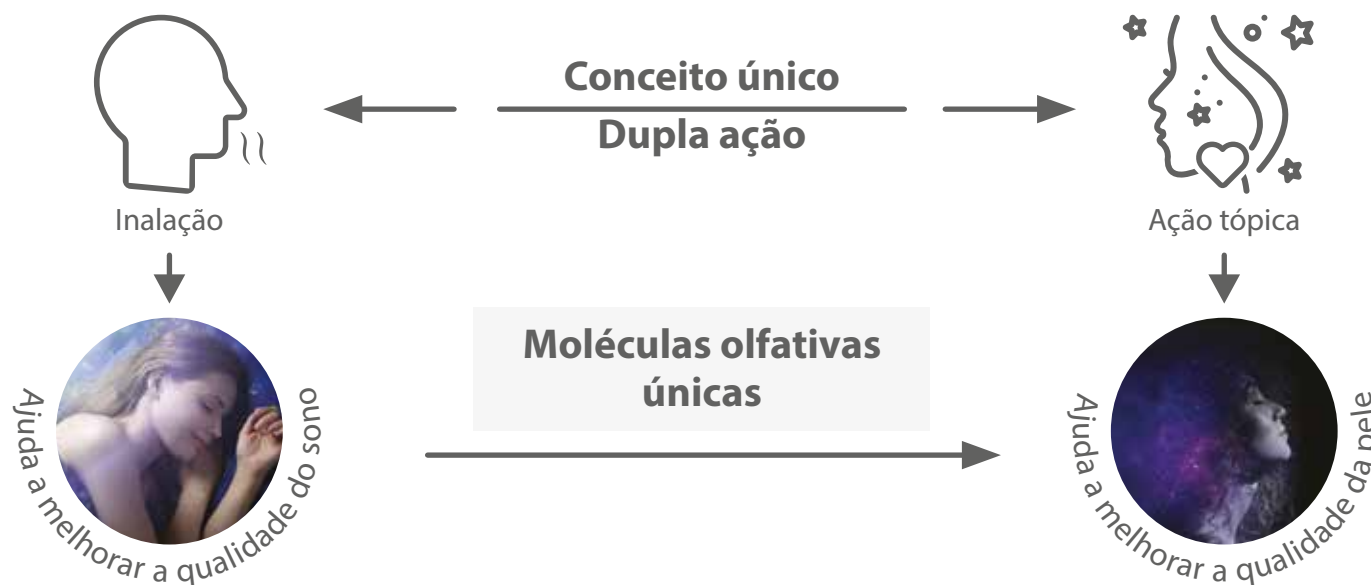 Conceito único
Dupla ação
Inalação
Ação tópica
Moléculas olfativas
únicas
Ajuda a melhorar a qualidade do sono
Ajuda a melhorar a qualidade da pele